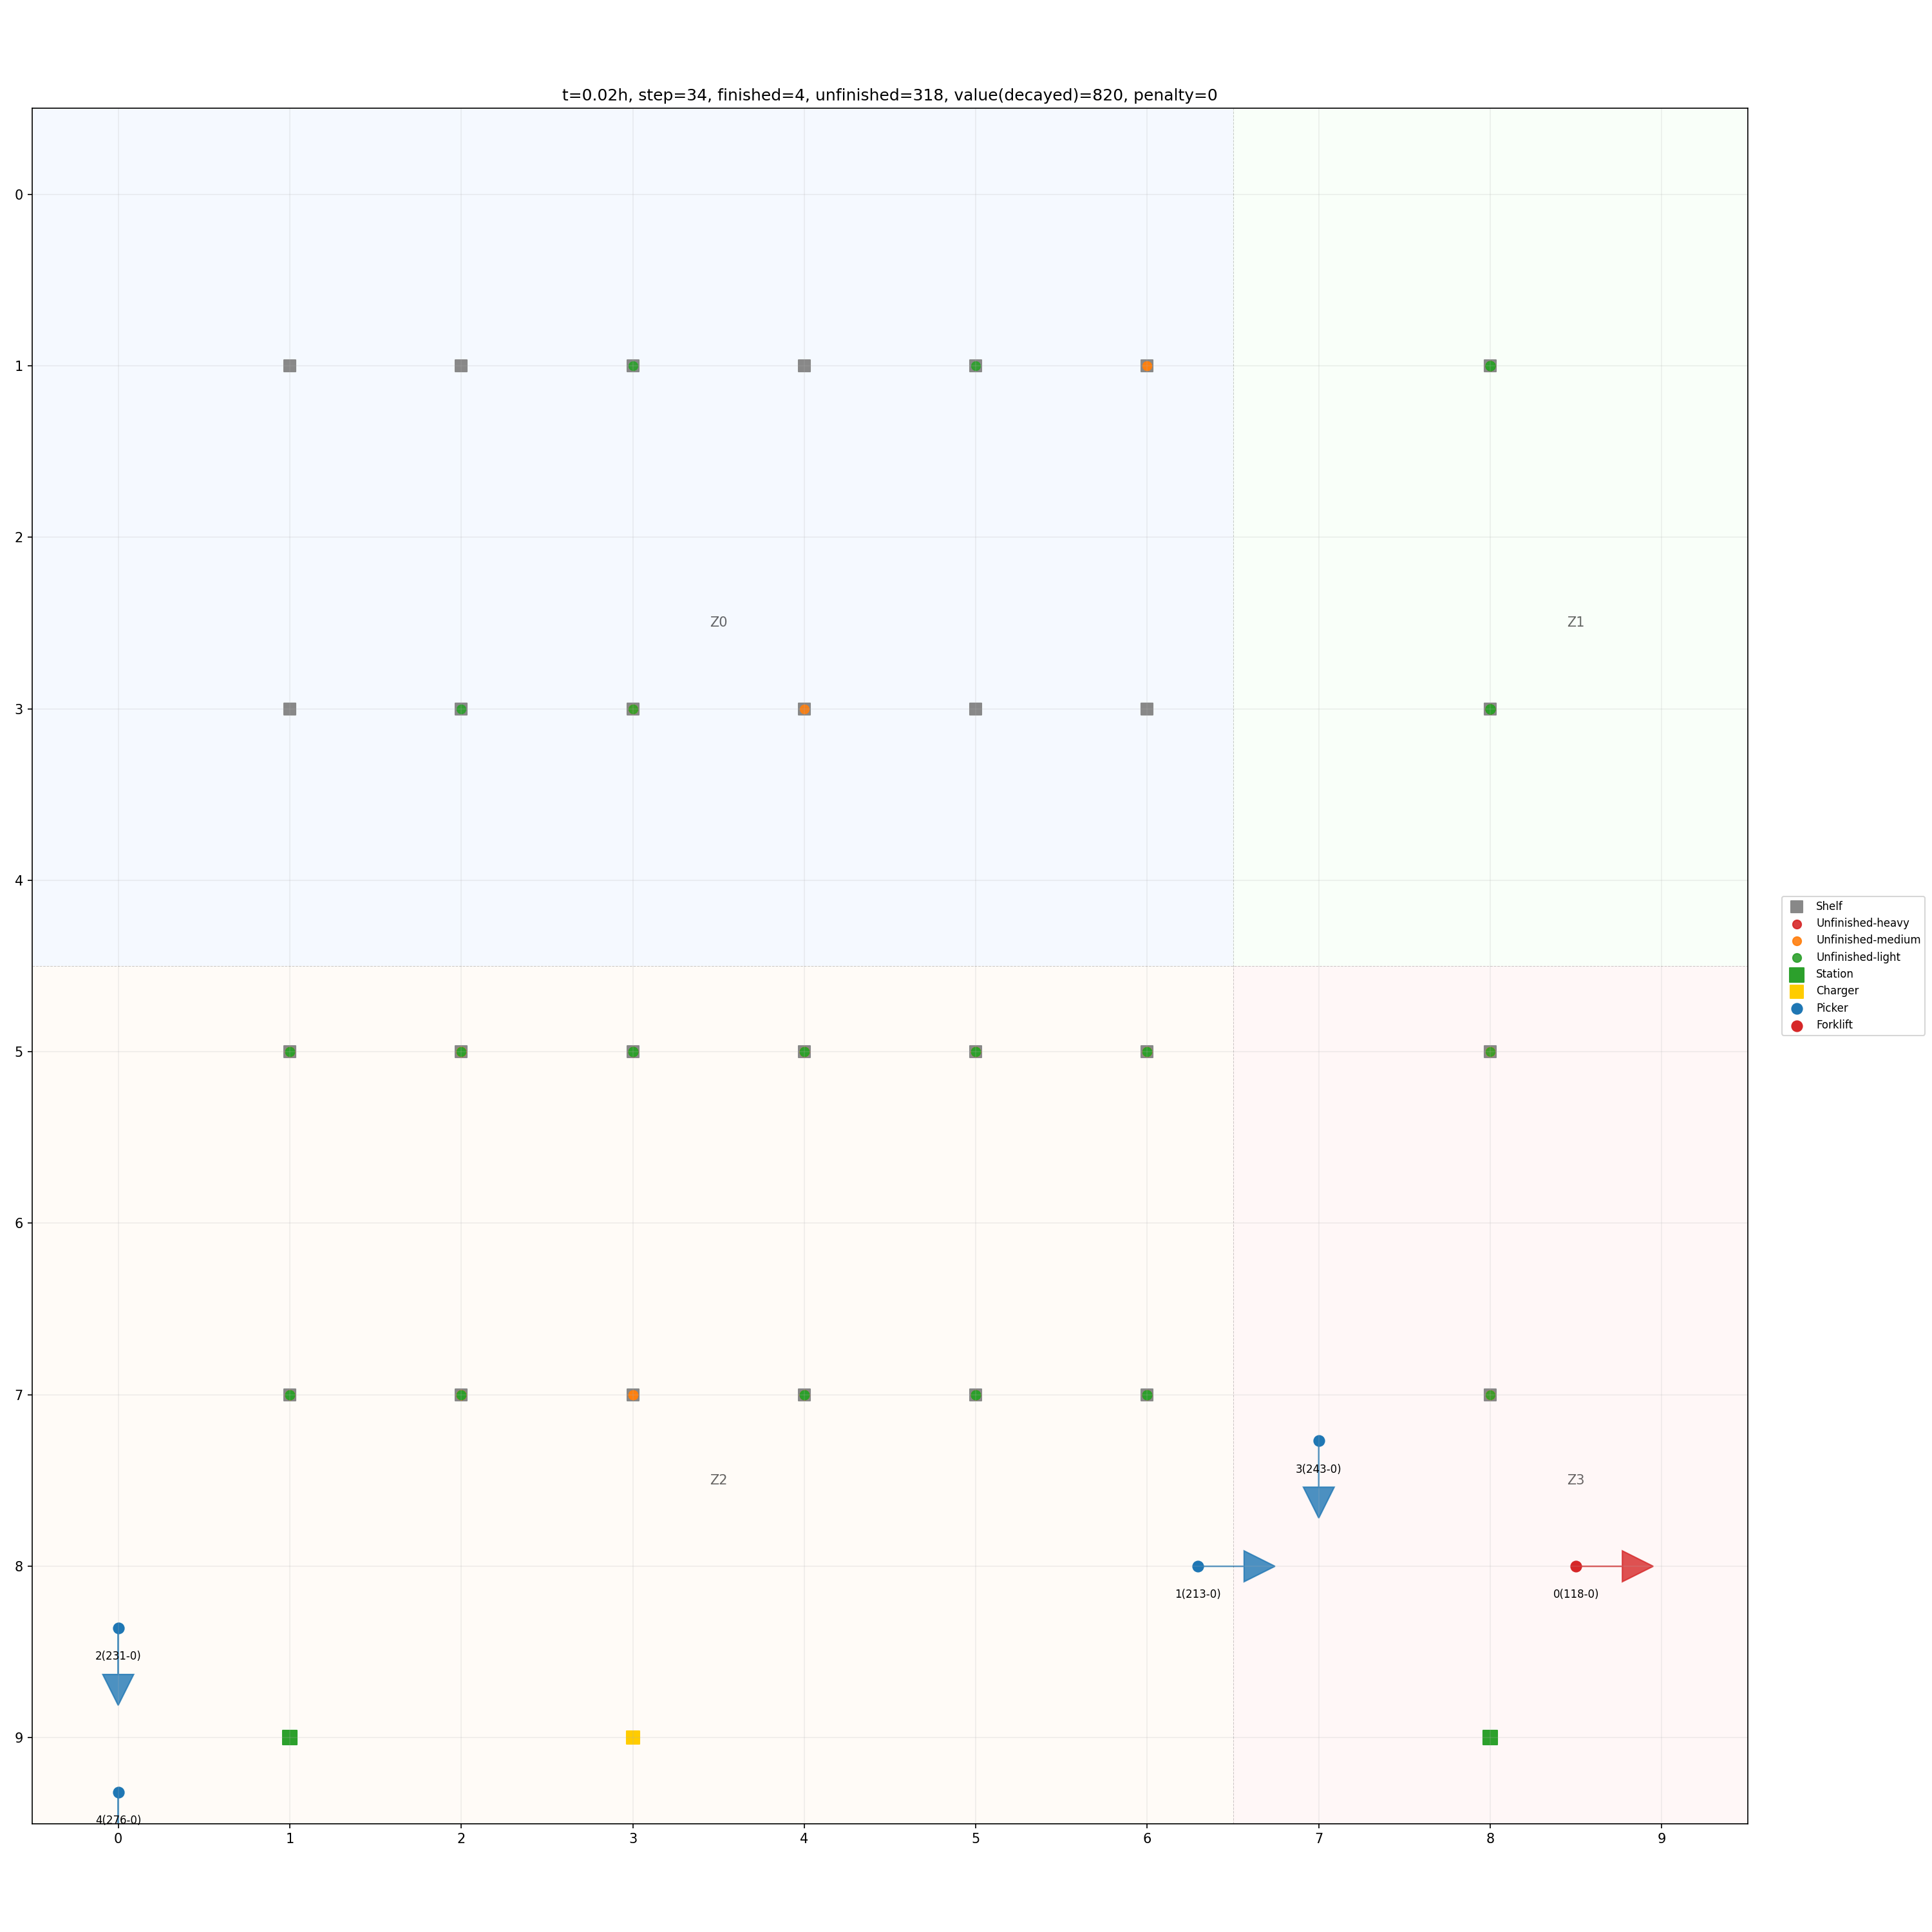 t=0.02h, step=34, finished=4, unfinished=318, value(decayed)=820, penalty=0
0
1
2
Z0
Z1
3
4
Shelf
Unfinished-heavy
Unfinished-medium
Unfinished-light
Station
Charger
Picker
Forklift
5
6
7
3(243-0)
Z2
Z3
8
1(213-0)
0(118-0)
2(231-0)
9
4(276-0)
0 1 2 3 4 5 6 7 8 9